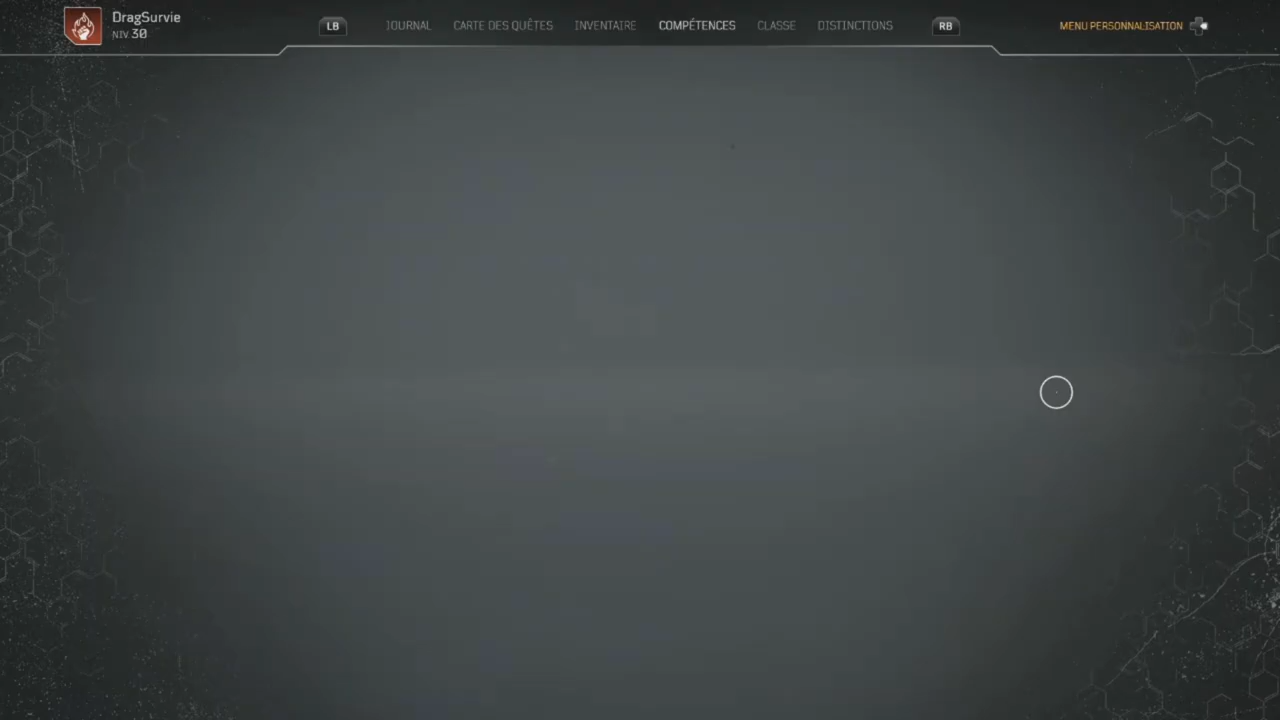 DragSurvie
NIV. 30
LB
JOURNAL
CARTE DES QUÊTES
INVENTAIRE
COMPÉTENCES
CLASSE
DISTINCTIONS
RB
MENU PERSONNALISATION